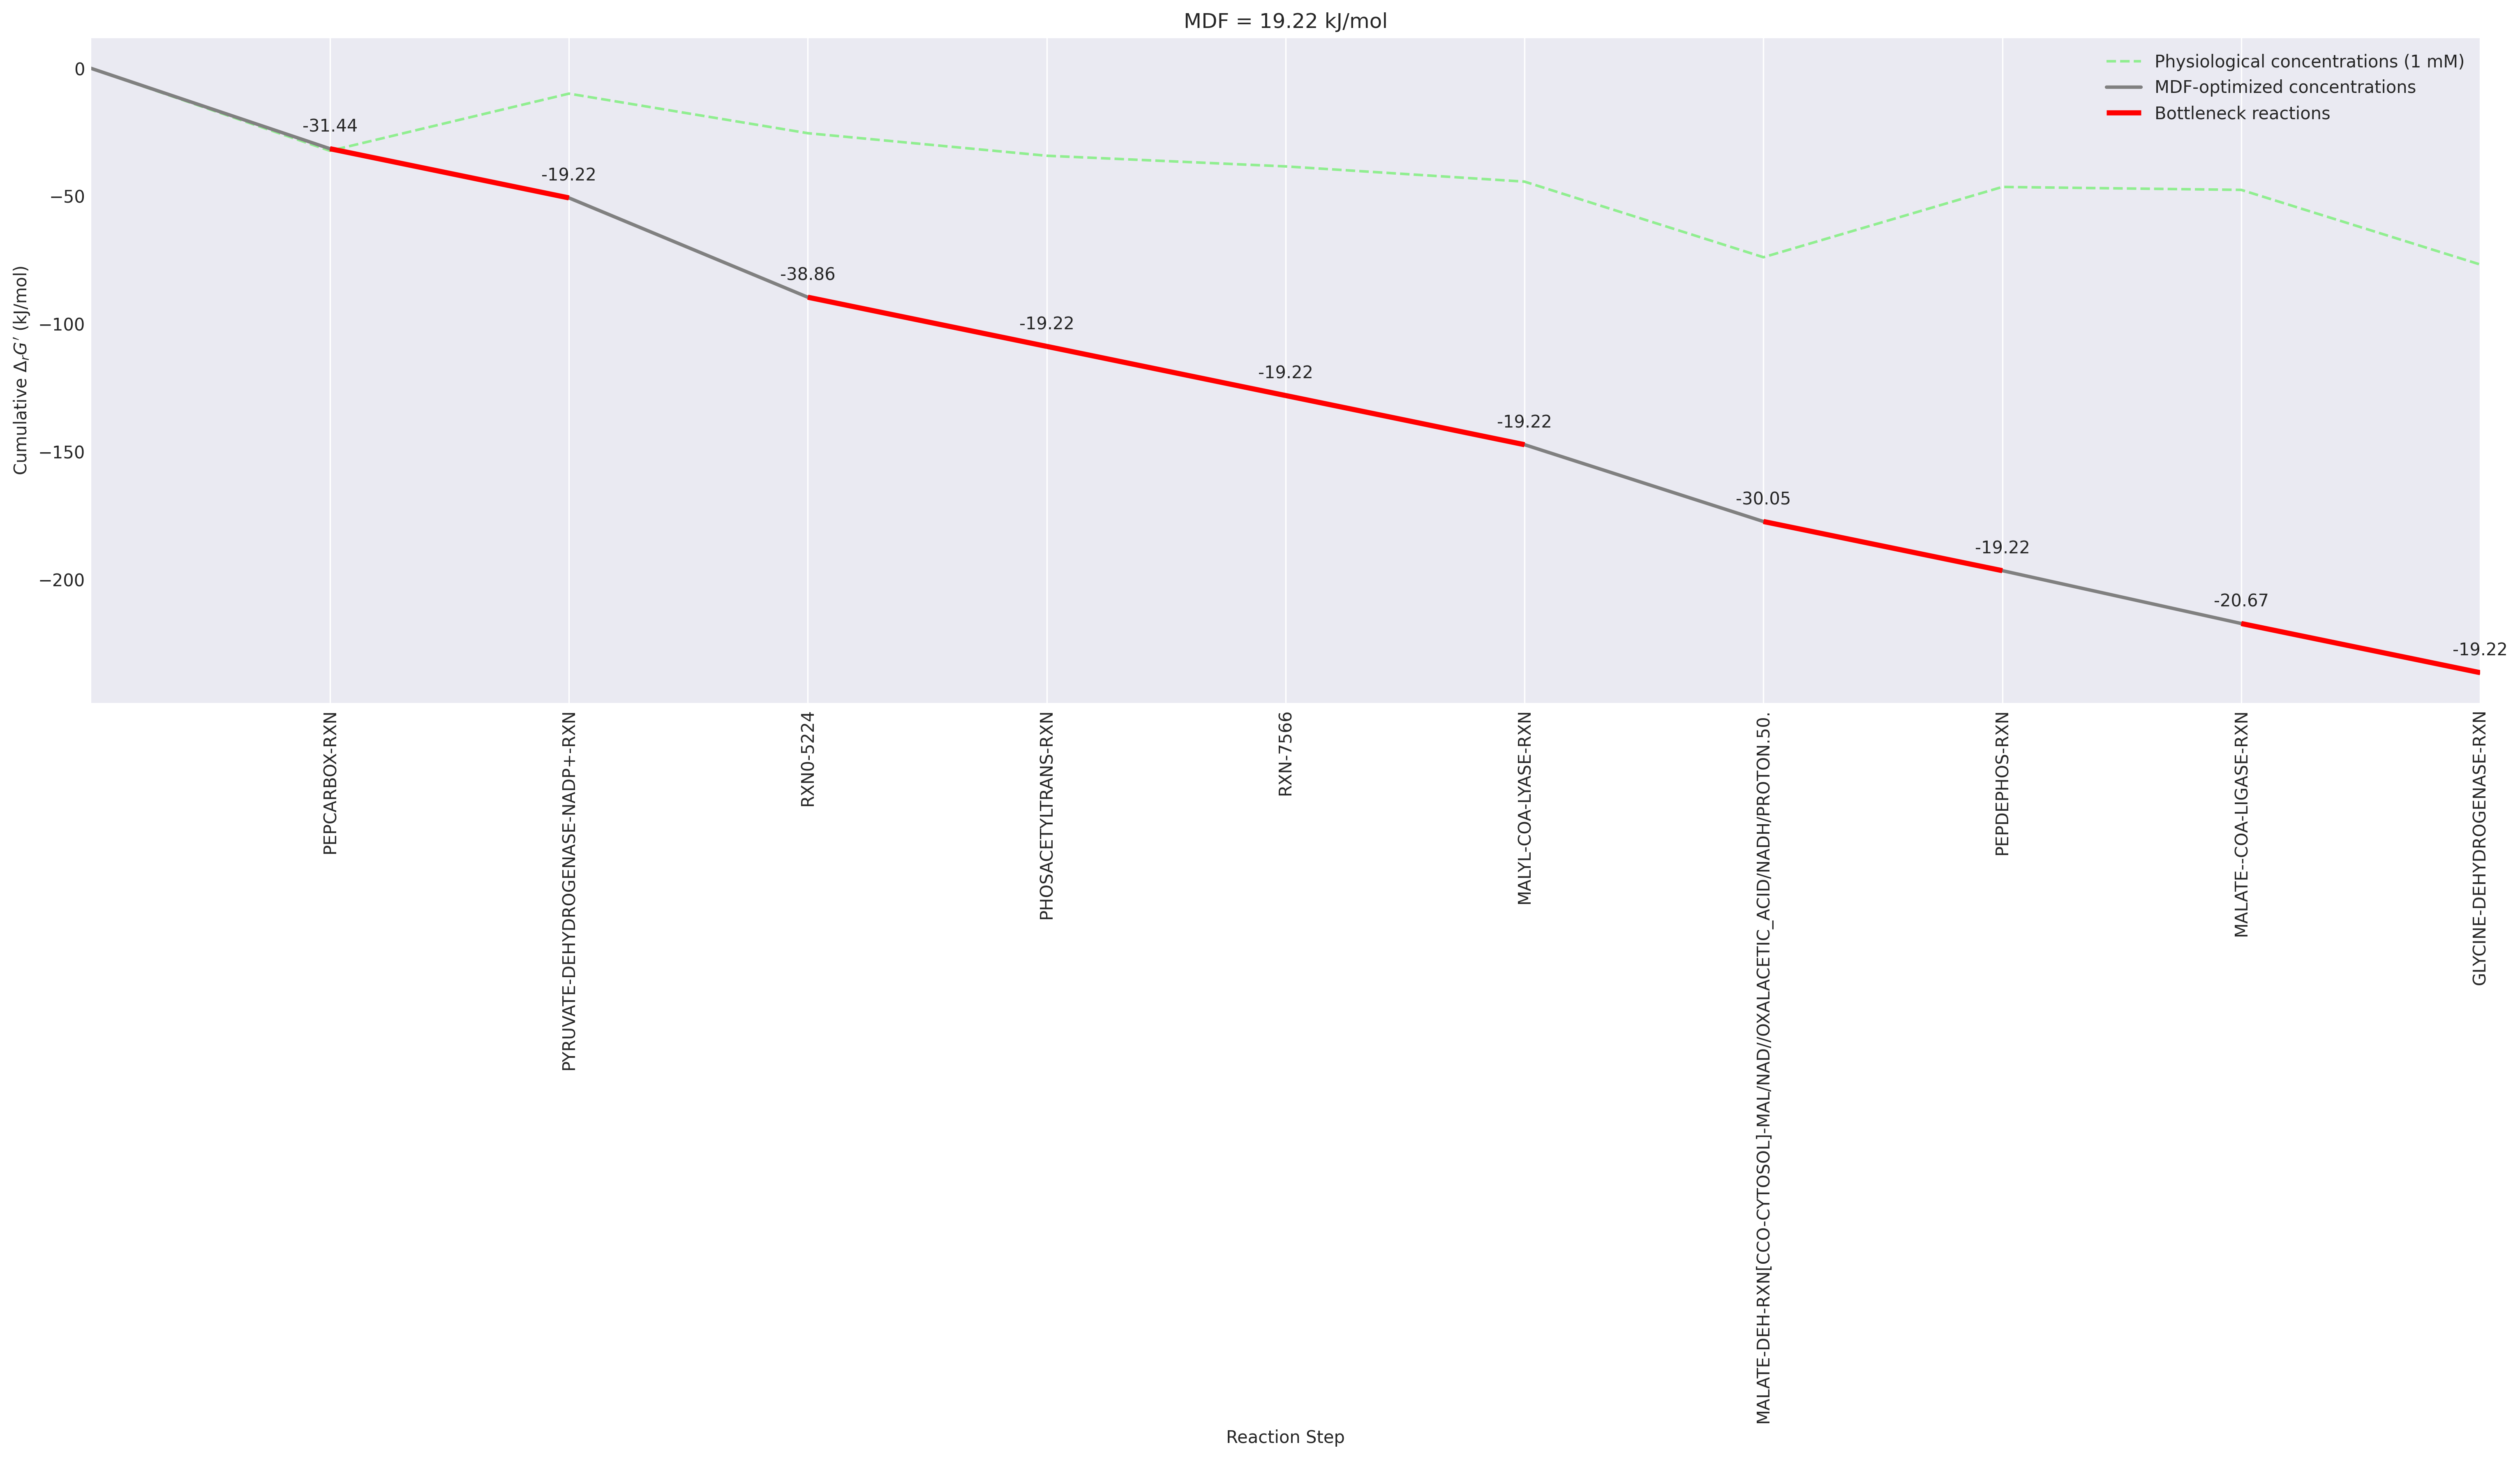 MDF = 19.22 kJ/mol
Physiological concentrations (1 mM)
MDF-optimized concentrations
Bottleneck reactions
Cumulative ΔrG′ (kJ/mol)
0
−50
−100
−150
−200
-31.44
-19.22
-38.86
-19.22
-19.22
-19.22
-30.05
-19.22
-20.67
-19.22
PEPCARBOX-RXN
PYRUVATE-DEHYDROGENASE-NADP+-RXN
RXN0-5224
PHOSACETYLTRANS-RXN
RXN-7566
MALYL-COA-LYASE-RXN
MALATE-DEH-RXN[CCO-CYTOSOL]-MAL/NAD//OXALACETIC_ACID/NADH/PROTON.50.
PEPDEPHOS-RXN
MALATE--COA-LIGASE-RXN
GLYCINE-DEHYDROGENASE-RXN
Reaction Step